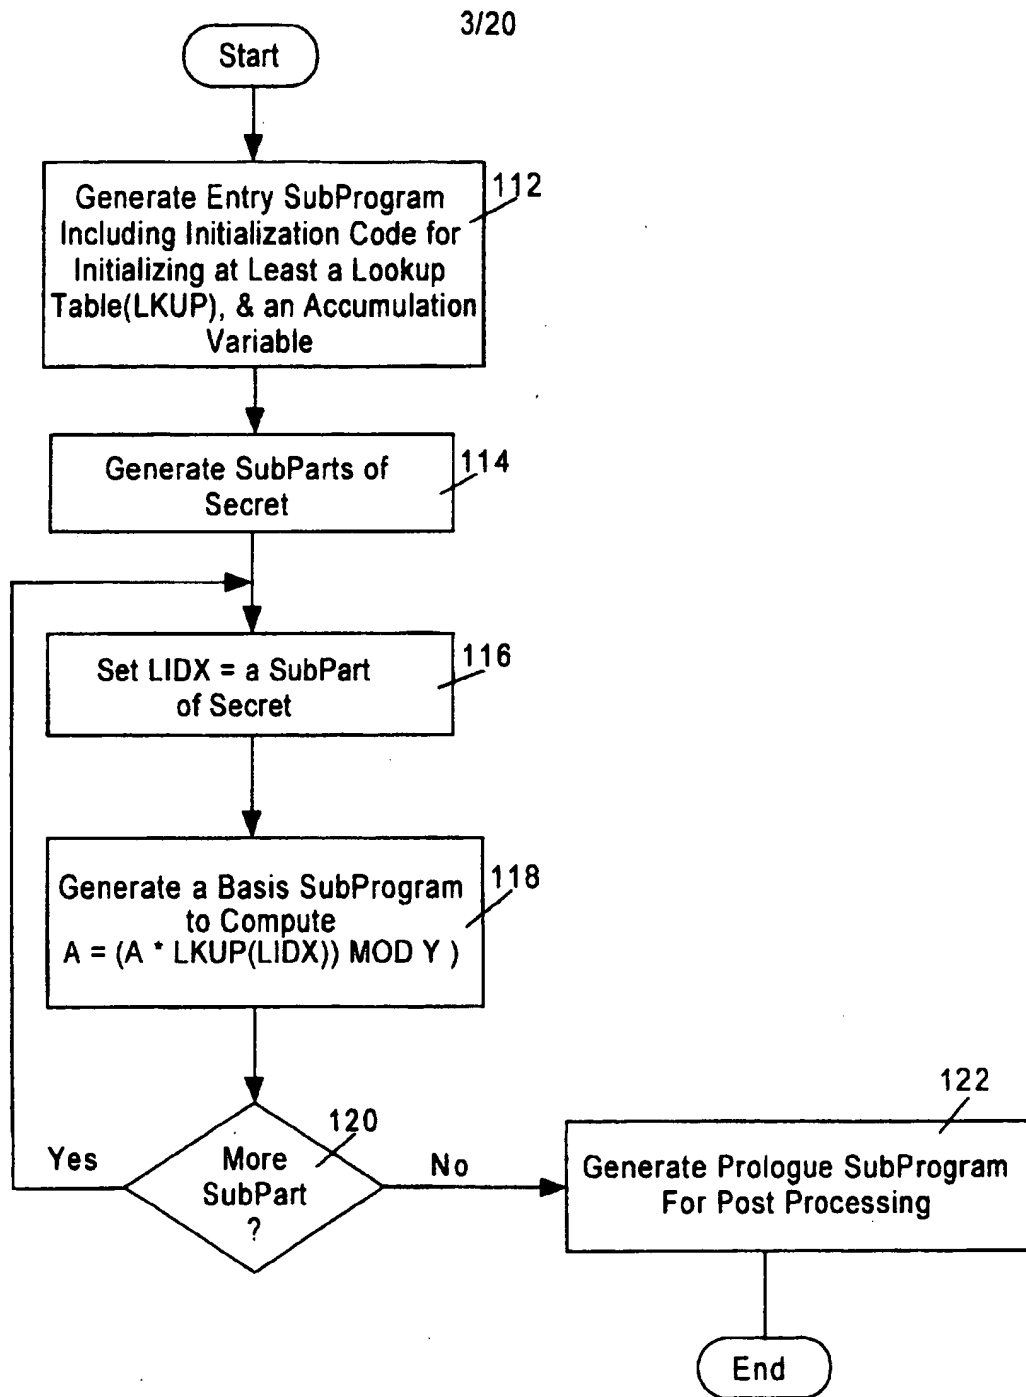 3/20
Start
Generate Entry SubProgram
Including Initialization Code for
Initializing at Least a Lookup
Table(LKUP), & an Accumulation
Variable
112
Generate SubParts of
Secret
114
Set LIDX = a SubPart
of Secret
116
Generate a Basis SubProgram
to Compute
A = (A * LKUP(LIDX)) MOD Y )
118
More
SubPart
?
120
Yes
No
122
Generate Prologue SubProgram
For Post Processing
End